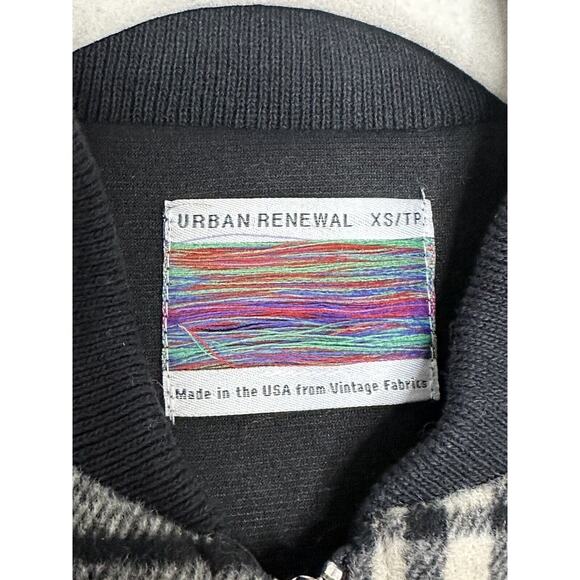 URBAN RENEWAL XS/TP
Made in the USA from Vintage Fabrics